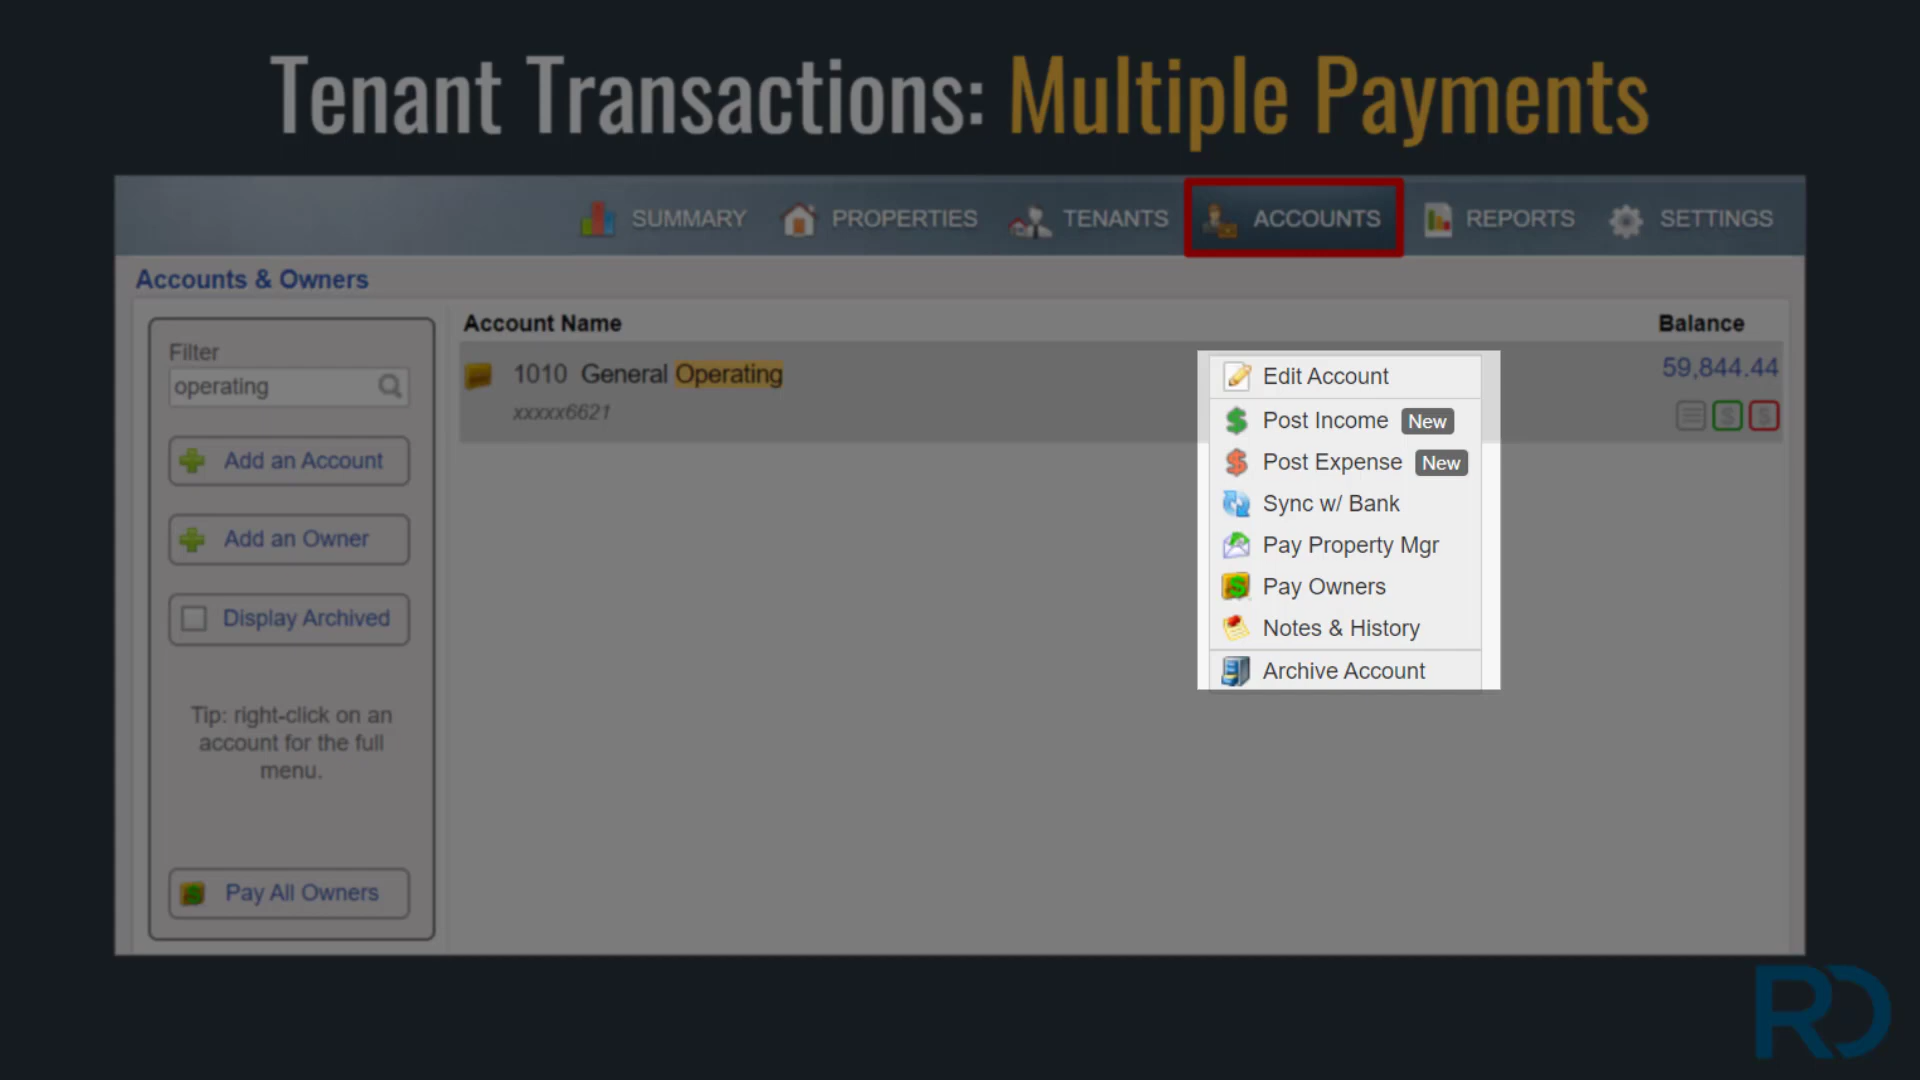 Tenant Transactions: Multiple Payments
SUMMARY PROPERTIES TENANTS ACCOUNTS REPORTS SETTINGS
Accounts & Owners
Filter
operating
Add an Account
Add an Owner
Display Archived
Tip: right-click on an
account for the full
menu.
Pay All Owners
Account Name Balance
1010 General Operating 59,844.44
xxxxx6621
Edit Account
Post Income New
Post Expense New
Sync w/ Bank
Pay Property Mgr
Pay Owners
Notes & History
Archive Account
RD